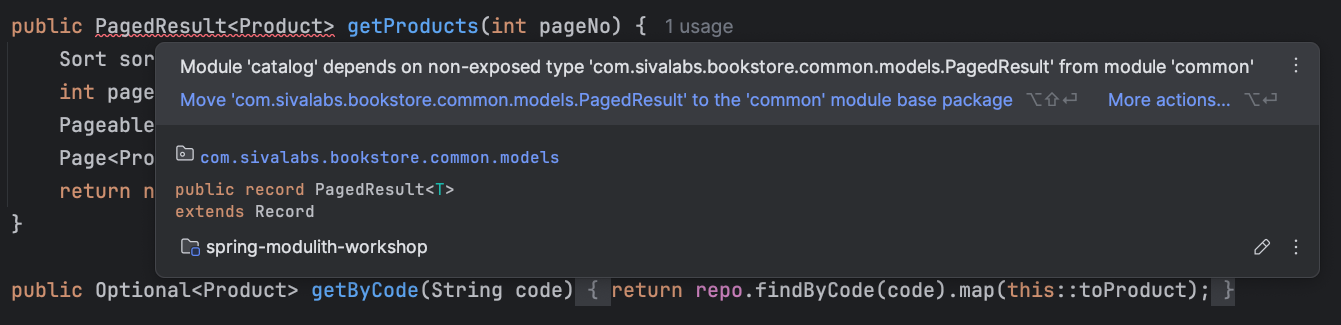 public PagedResult<Product> getProducts(int pageNo) { 1 usage
Sort sor
Module 'catalog' depends on non-exposed type 'com.sivalabs.bookstore.common.models.PagedResult' from module 'common'
int page
Move 'com.sivalabs.bookstore.common.models.PagedResult' to the 'common' module base package ⌥⇧⏎ More actions... ⌥⏎
Pageable
Page<Pro
com.sivalabs.bookstore.common.models
return n
public record PagedResult<T>
extends Record
}
spring-modulith-workshop
public Optional<Product> getByCode(String code) { return repo.findByCode(code).map(this::toProduct); }